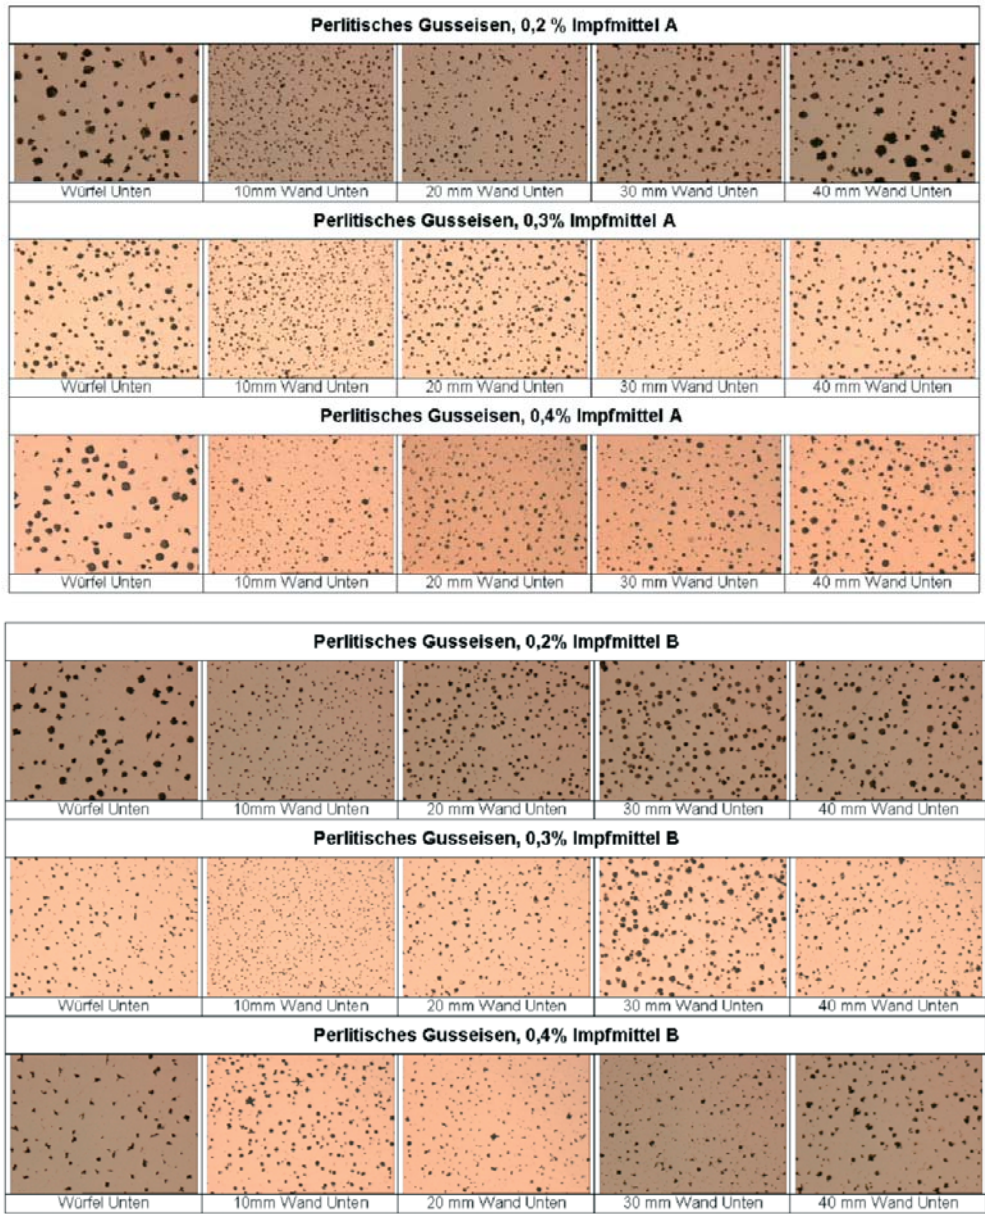 Perlitisches Gusseisen, 0,2 % Impfmittel A
Würfel Unten 10mm Wand Unten 20 mm Wand Unten 30 mm Wand Unten 40 mm Wand Unten
Perlitisches Gusseisen, 0,3% Impfmittel A
Würfel Unten 10mm Wand Unten 20 mm Wand Unten 30 mm Wand Unten 40 mm Wand Unten
Perlitisches Gusseisen, 0,4% Impfmittel A
Würfel Unten 10mm Wand Unten 20 mm Wand Unten 30 mm Wand Unten 40 mm Wand Unten
Perlitisches Gusseisen, 0,2% Impfmittel B
Würfel Unten 10mm Wand Unten 20 mm Wand Unten 30 mm Wand Unten 40 mm Wand Unten
Perlitisches Gusseisen, 0,3% Impfmittel B
Würfel Unten 10mm Wand Unten 20 mm Wand Unten 30 mm Wand Unten 40 mm Wand Unten
Perlitisches Gusseisen, 0,4% Impfmittel B
Würfel Unten 10mm Wand Unten 20 mm Wand Unten 30 mm Wand Unten 40 mm Wand Unten